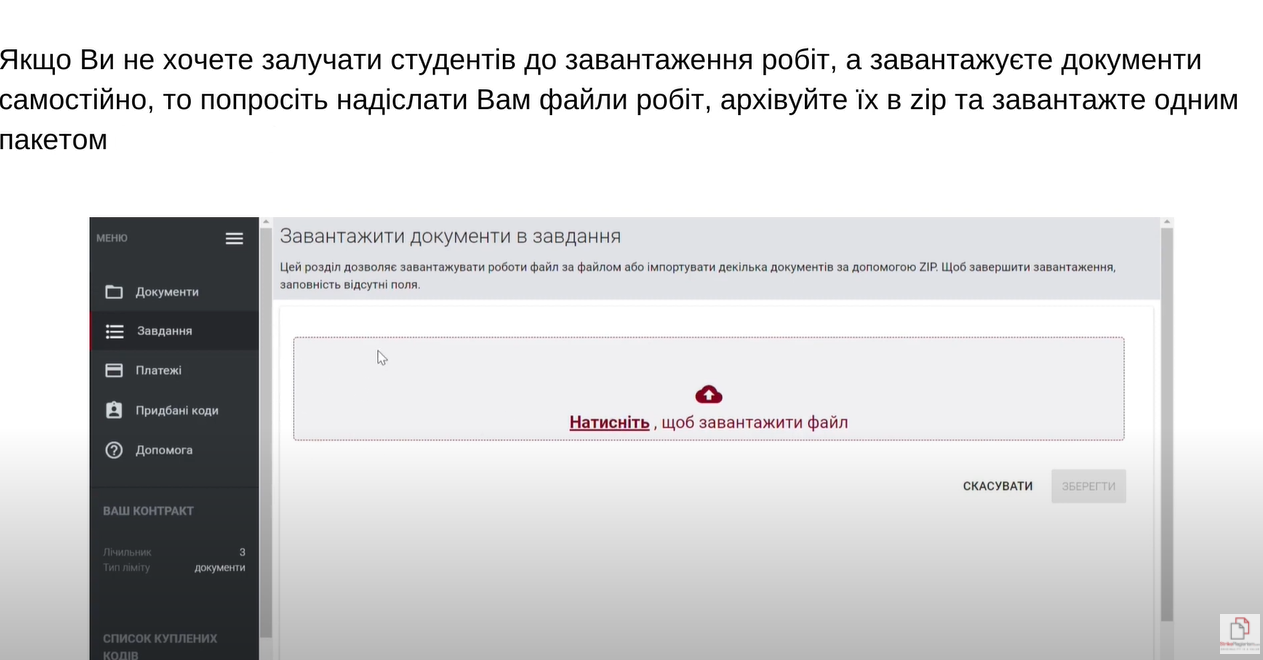 Якщо Ви не хочете залучати студентів до завантаження робіт, а завантажуєте документи
самостійно, то попросіть надіслати Вам файли робіт, архівуйте їх в zip та завантажте одним
пакетом
МЕНЮ
Документи
Завдання
Платежі
Придбані коди
Допомога
ВАШ КОНТРАКТ
Лічильник 3
Тип ліміту документи
СПИСОК КУПЛЕНИХ
КОДІВ
Завантажити документи в завдання
Цей розділ дозволяє завантажувати роботи файл за файлом або імпортувати декілька документів за допомогою ZIP. Щоб завершити завантаження,
заповність відсутні поля.
Натисніть , щоб завантажити файл
СКАСУВАТИ ЗБЕРЕГТИ